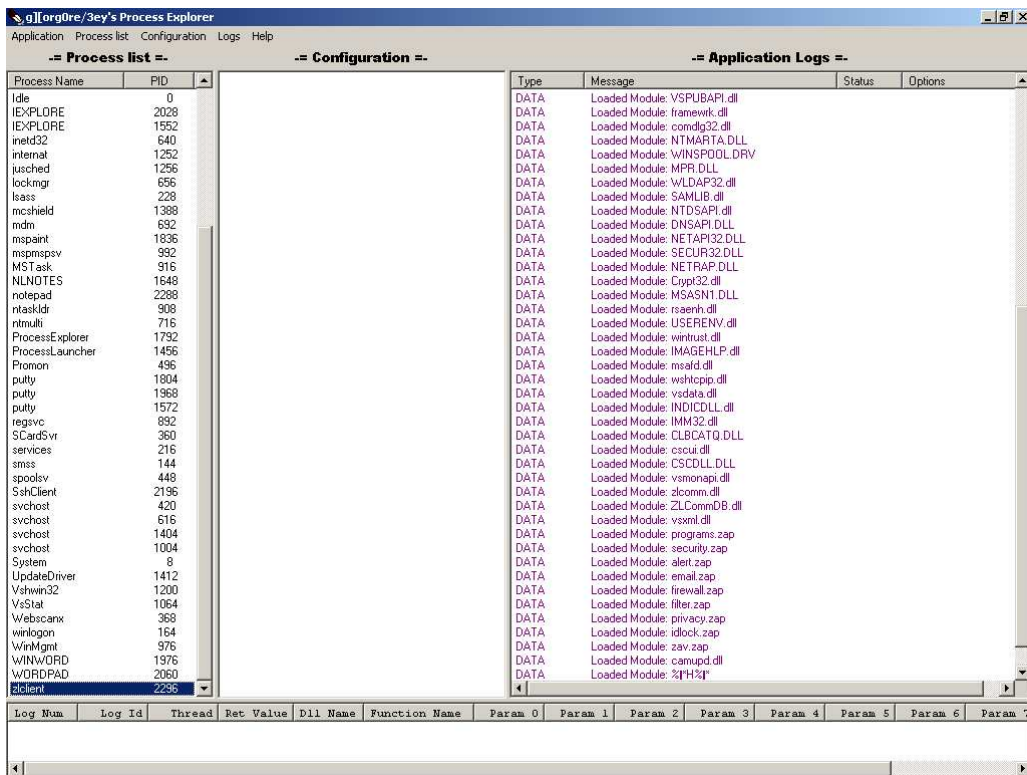 g][org0re/3ey's Process Explorer
Application Process list Configuration Logs Help
-= Process list =- -= Configuration =- -= Application Logs =-
Process Name PID
Idle 0
IEXPLORE 2028
IEXPLORE 1552
inetd32 640
internat 1252
jusched 1256
lockmgr 656
lsass 228
mcshield 1388
mdm 692
mspaint 1836
mspmspsv 992
MSTask 916
NLNOTES 1648
notepad 2288
ntaskldr 908
ntmulti 716
ProcessExplorer 1792
ProcessLauncher 1456
Promon 496
putty 1804
putty 1968
putty 1572
regsvc 892
SCardSvr 360
services 216
smss 144
spoolsv 448
SshClient 2196
svchost 420
svchost 616
svchost 1404
svchost 1004
System 8
UpdateDriver 1412
Vshwin32 1200
VsStat 1064
Webscanx 368
winlogon 164
WinMgmt 976
WINWORD 1976
WORDPAD 2060
zlclient 2296
Type Message Status Options
DATA Loaded Module: VSPUBAPI.dll
DATA Loaded Module: framewrk.dll
DATA Loaded Module: comdlg32.dll
DATA Loaded Module: NTMARTA.DLL
DATA Loaded Module: WINSPOOL.DRV
DATA Loaded Module: MPR.DLL
DATA Loaded Module: WLDAP32.dll
DATA Loaded Module: SAMLIB.dll
DATA Loaded Module: NTDSAPI.dll
DATA Loaded Module: DNSAPI.DLL
DATA Loaded Module: NETAPI32.DLL
DATA Loaded Module: SECUR32.DLL
DATA Loaded Module: NETRAP.DLL
DATA Loaded Module: Crypt32.dll
DATA Loaded Module: MSASN1.DLL
DATA Loaded Module: rsaenh.dll
DATA Loaded Module: USERENV.dll
DATA Loaded Module: wintrust.dll
DATA Loaded Module: IMAGEHLP.dll
DATA Loaded Module: msafd.dll
DATA Loaded Module: wshtcpip.dll
DATA Loaded Module: vsdata.dll
DATA Loaded Module: INDICDLL.dll
DATA Loaded Module: IMM32.dll
DATA Loaded Module: CLBCATQ.DLL
DATA Loaded Module: cscui.dll
DATA Loaded Module: CSCDLL.DLL
DATA Loaded Module: vsmonapi.dll
DATA Loaded Module: zlcomm.dll
DATA Loaded Module: ZLCommDB.dll
DATA Loaded Module: vsxml.dll
DATA Loaded Module: programs.zap
DATA Loaded Module: security.zap
DATA Loaded Module: alert.zap
DATA Loaded Module: email.zap
DATA Loaded Module: firewall.zap
DATA Loaded Module: filter.zap
DATA Loaded Module: privacy.zap
DATA Loaded Module: idlock.zap
DATA Loaded Module: zav.zap
DATA Loaded Module: camupd.dll
DATA Loaded Module:
Log Num Log Id Thread Ret Value Dll Name Function Name Param 0 Param 1 Param 2 Param 3 Param 4 Param 5 Param 6 Param 7